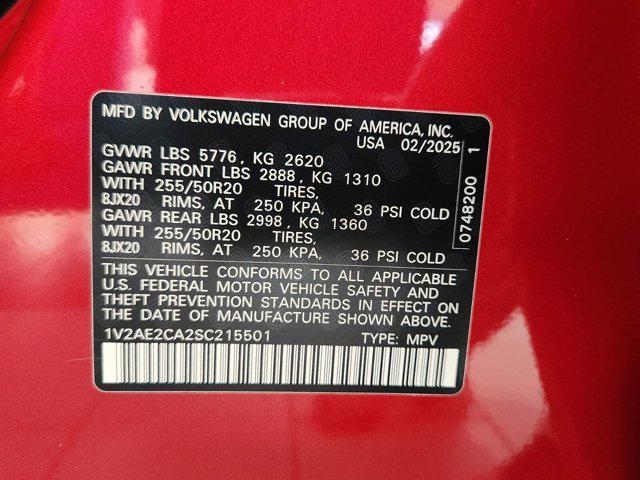 MFD BY VOLKSWAGEN GROUP OF AMERICA, INC.
USA 02/2025
GVWR LBS 5776, KG 2620
GAWR FRONT LBS 2888, KG 1310
WITH 255/50R20 TIRES,
8JX20 RIMS, AT 250 KPA, 36 PSI COLD
GAWR REAR LBS 2998, KG 1360
WITH 255/50R20 TIRES,
8JX20 RIMS, AT 250 KPA, 36 PSI COLD
THIS VEHICLE CONFORMS TO ALL APPLICABLE
U.S. FEDERAL MOTOR VEHICLE SAFETY AND
THEFT PREVENTION STANDARDS IN EFFECT ON
THE DATE OF MANUFACTURE SHOWN ABOVE.
1V2AE2CA2SC215501 TYPE: MPV
0748200 1